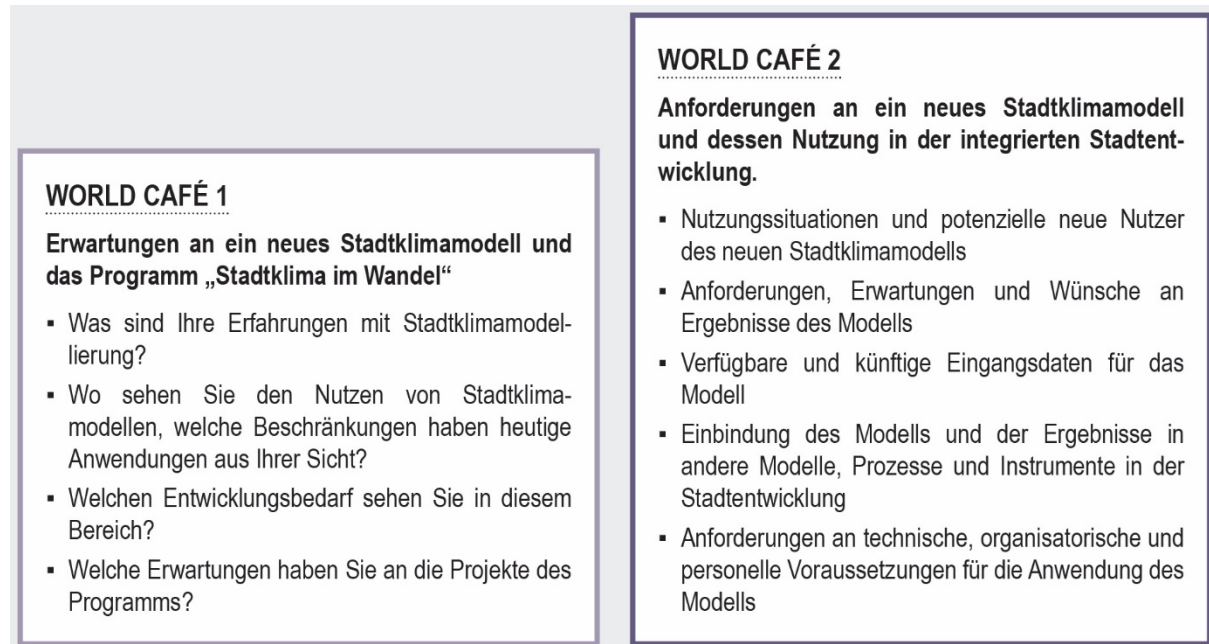 WORLD CAFÉ 1
Erwartungen an ein neues Stadtklimamodell und
das Programm „Stadtklima im Wandel“
▪ Was sind Ihre Erfahrungen mit Stadtklimamodel-
lierung?
▪ Wo sehen Sie den Nutzen von Stadtklima-
modellen, welche Beschränkungen haben heutige
Anwendungen aus Ihrer Sicht?
▪ Welchen Entwicklungsbedarf sehen Sie in diesem
Bereich?
▪ Welche Erwartungen haben Sie an die Projekte des
Programms?
WORLD CAFÉ 2
Anforderungen an ein neues Stadtklimamodell
und dessen Nutzung in der integrierten Stadtent-
wicklung.
▪ Nutzungssituationen und potenzielle neue Nutzer
des neuen Stadtklimamodells
▪ Anforderungen, Erwartungen und Wünsche an
Ergebnisse des Modells
▪ Verfügbare und künftige Eingangsdaten für das
Modell
▪ Einbindung des Modells und der Ergebnisse in
andere Modelle, Prozesse und Instrumente in der
Stadtentwicklung
▪ Anforderungen an technische, organisatorische und
personelle Voraussetzungen für die Anwendung des
Modells